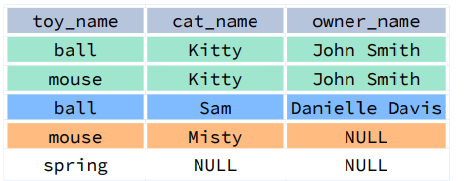 toy_name cat_name owner_name
ball Kitty John Smith
mouse Kitty John Smith
ball Sam Danielle Davis
mouse Misty NULL
spring NULL NULL